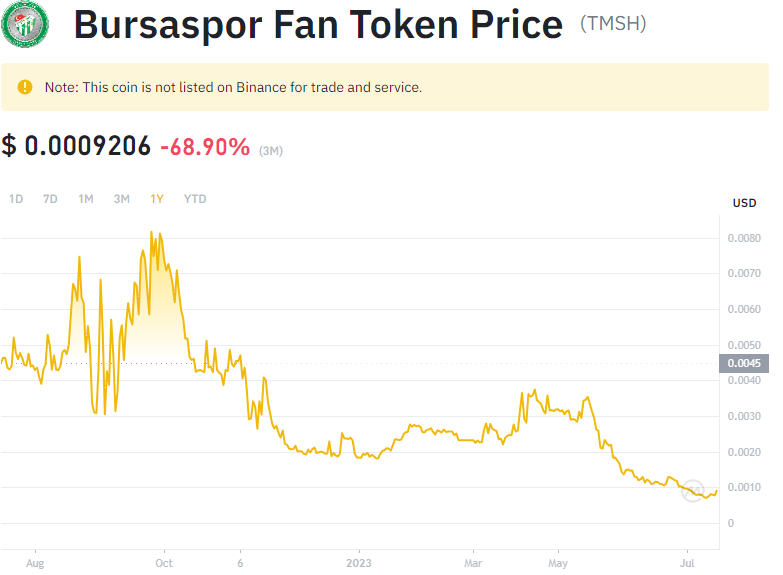 Bursaspor Fan Token Price (TMSH)
Note: This coin is not listed on Binance for trade and service.
$ 0.0009206 -68.90% (3M)
1D 7D 1M 3M 1Y YTD
USD
0.0080
0.0070
0.0060
0.0050
0.0045
0.0040
0.0030
0.0020
0.0010
0
Aug Oct 6 2023 Mar May Jul